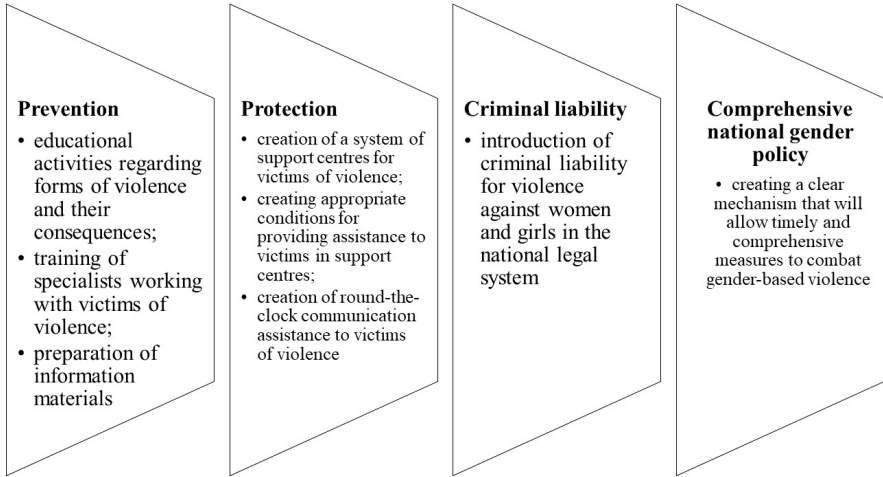 Prevention
• educational
activities regarding
forms of violence
and their
consequences;
• training of
specialists working
with victims of
violence;
• preparation of
information
materials
Protection
• creation of a system of
support centres for
victims of violence;
• creating appropriate
conditions for
providing assistance to
victims in support
centres;
• creation of round-the-
clock communication
assistance to victims
of violence
Criminal liability
• introduction of
criminal liability
for violence
against women
and girls in the
national legal
system
Comprehensive
national gender
policy
• creating a clear
mechanism that will
allow timely and
comprehensive
measures to combat
gender-based violence